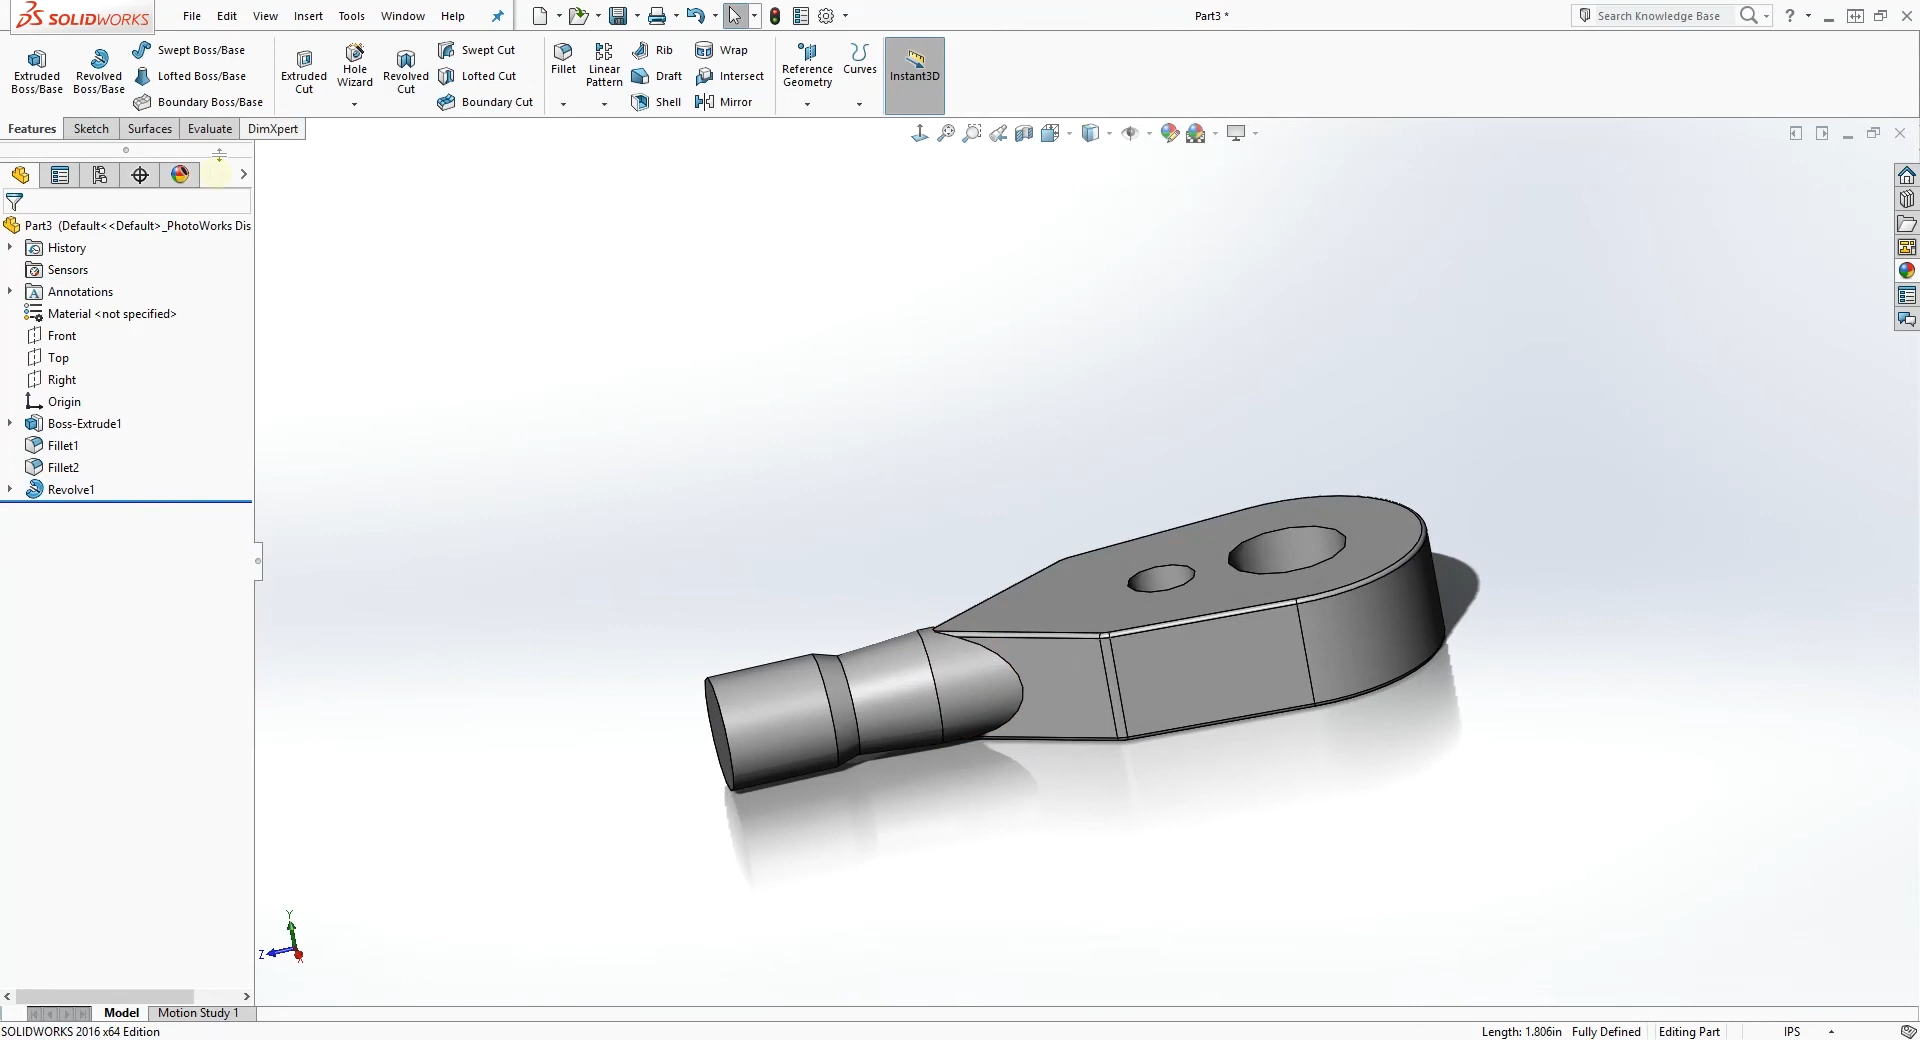 SOLIDWORKS File Edit View Insert Tools Window Help Part3 * Search Knowledge Base ?
Extruded Boss/Base
Revolved Boss/Base
Swept Boss/Base
Lofted Boss/Base
Boundary Boss/Base
Extruded Cut
Hole Wizard
Revolved Cut
Swept Cut
Lofted Cut
Boundary Cut
Fillet
Linear Pattern
Rib
Draft
Shell
Wrap
Intersect
Mirror
Reference Geometry
Curves
Instant3D
Features Sketch Surfaces Evaluate DimXpert
Part3 (Default<<Default>_PhotoWorks Dis
History
Sensors
A Annotations
Material <not specified>
Front
Top
Right
Origin
Boss-Extrude1
Fillet1
Fillet2
Revolve1
Y
Z
X
Model Motion Study 1
SOLIDWORKS 2016 x64 Edition Length: 1.806in Fully Defined Editing Part IPS